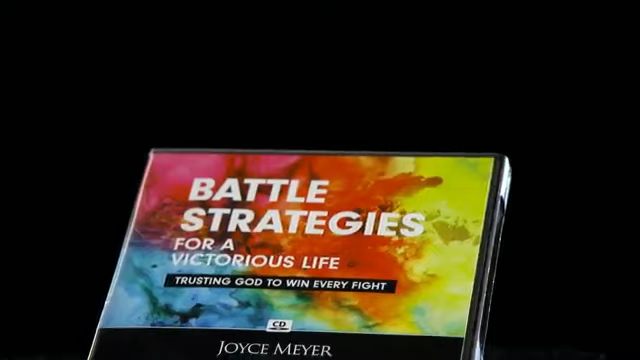 BATTLE
STRATEGIES
FOR A
VICTORIOUS LIFE
TRUSTING GOD TO WIN EVERY FIGHT
CD
JOYCE MEYER